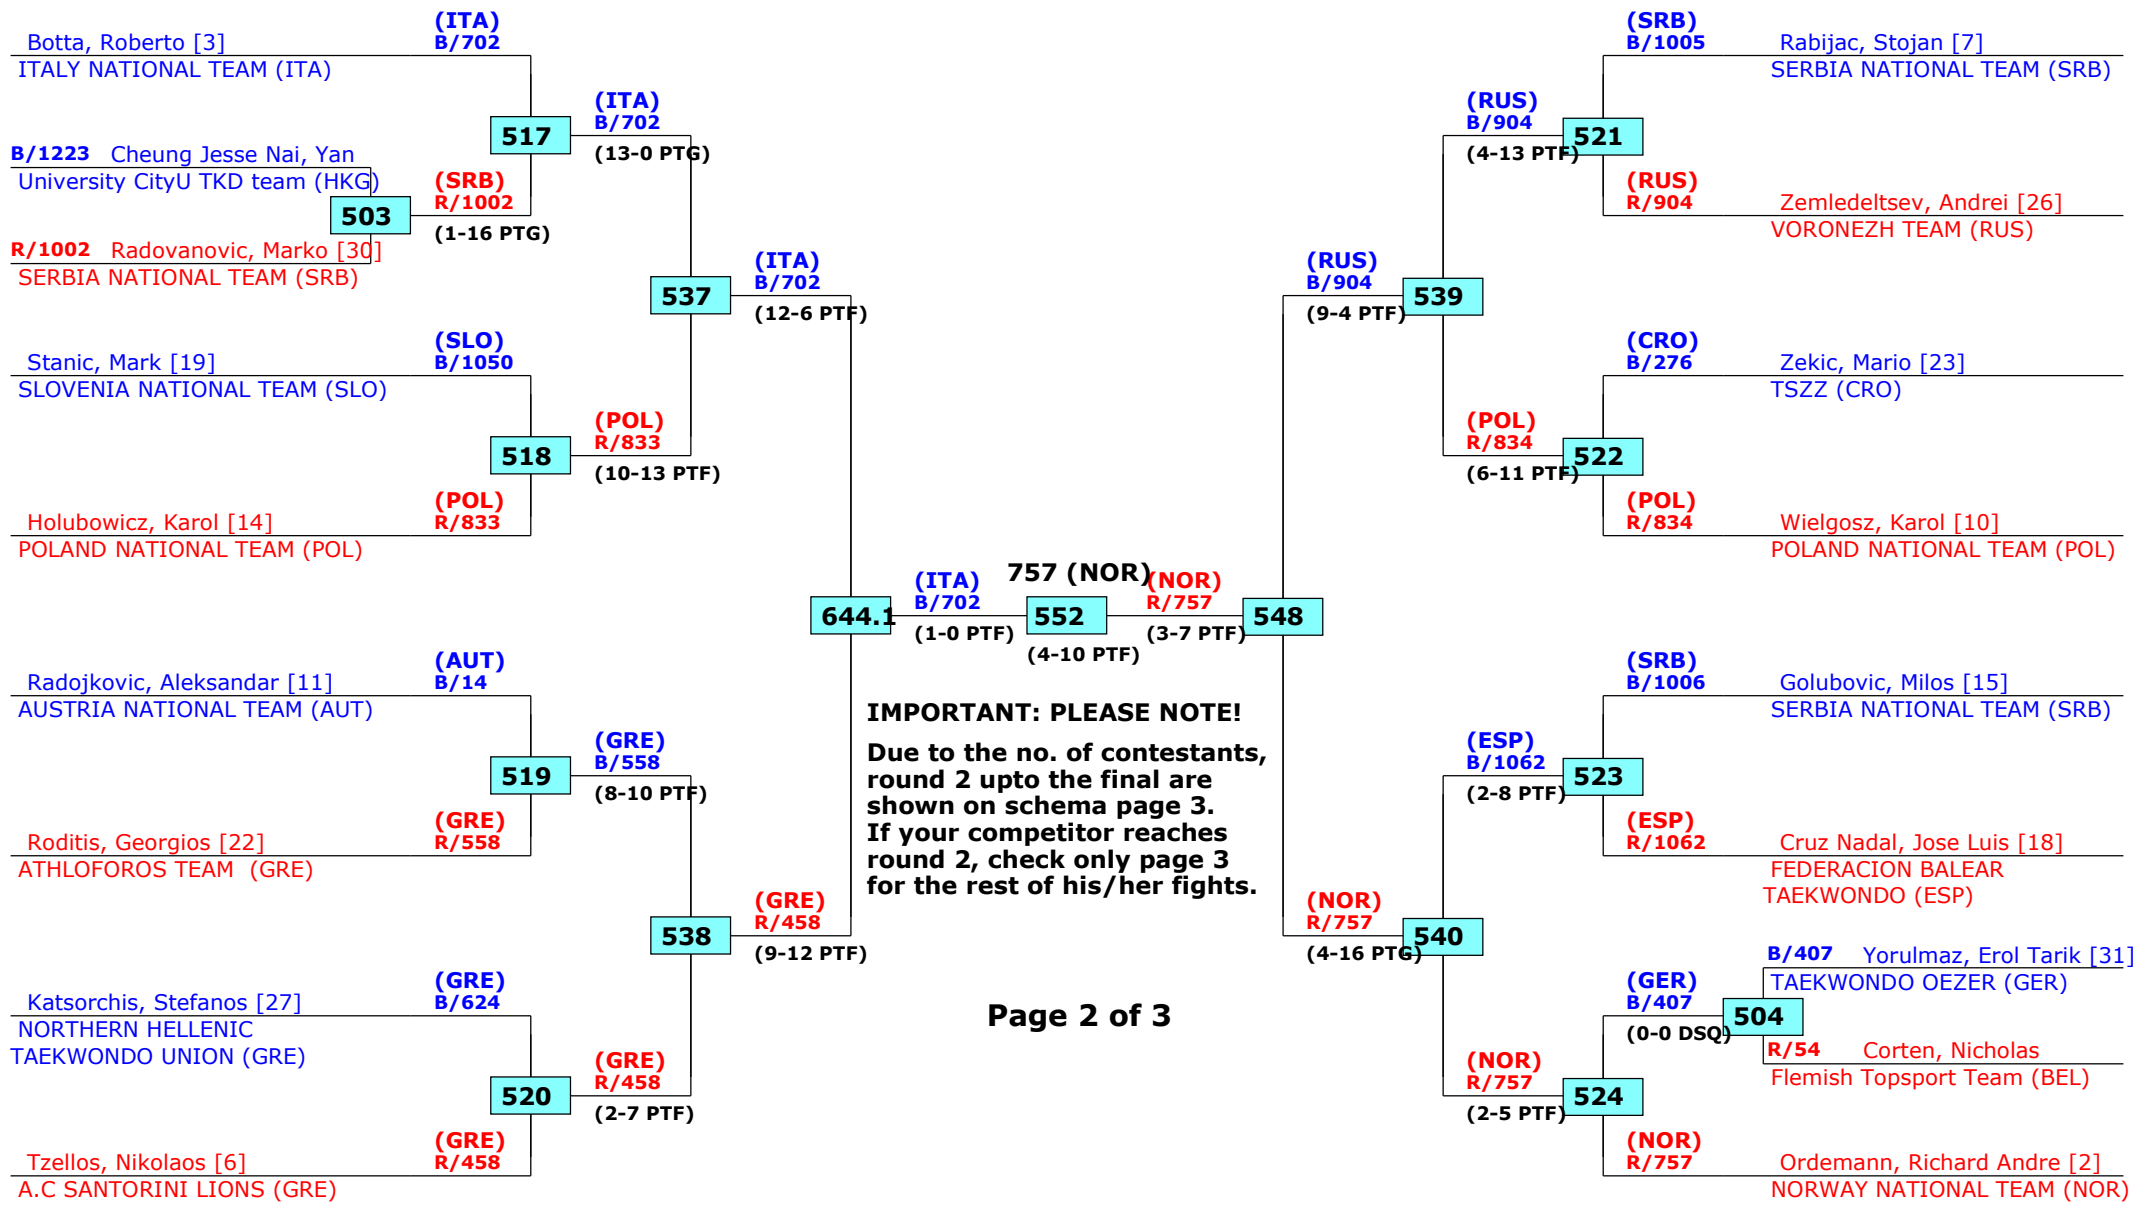 (ITA)
Botta, Roberto [3] B/702
ITALY NATIONAL TEAM (ITA)
(ITA)
B/702
517
(13-0 PTG)
B/1223 Cheung Jesse Nai, Yan
University CityU TKD team (HKG)
(SRB)
R/1002
503
(1-16 PTG)
R/1002 Radovanovic, Marko [30]
SERBIA NATIONAL TEAM (SRB)
(ITA)
B/702
537
(12-6 PTF)
(SLO)
Stanic, Mark [19] B/1050
SLOVENIA NATIONAL TEAM (SLO)
(POL)
R/833
518
(10-13 PTF)
(POL)
Holubowicz, Karol [14] R/833
POLAND NATIONAL TEAM (POL)
644.1
(ITA)
B/702
(1-0 PTF)
757 (NOR)
552
(4-10 PTF)
(NOR)
R/757
(3-7 PTF)
548
(AUT)
Radojkovic, Aleksandar [11] B/14
AUSTRIA NATIONAL TEAM (AUT)
(GRE)
B/558
519
(8-10 PTF)
(GRE)
Roditis, Georgios [22] R/558
ATHLOFOROS TEAM (GRE)
(GRE)
R/458
538
(9-12 PTF)
(GRE)
Katsorchis, Stefanos [27] B/624
NORTHERN HELLENIC
TAEKWONDO UNION (GRE)
(GRE)
R/458
520
(2-7 PTF)
(GRE)
Tzellos, Nikolaos [6] R/458
A.C SANTORINI LIONS (GRE)
IMPORTANT: PLEASE NOTE!
Due to the no. of contestants,
round 2 upto the final are
shown on schema page 3.
If your competitor reaches
round 2, check only page 3
for the rest of his/her fights.
Page 2 of 3
(SRB)
B/1005 Rabijac, Stojan [7]
SERBIA NATIONAL TEAM (SRB)
(RUS)
B/904
521
(4-13 PTF)
(RUS)
R/904 Zemledeltsev, Andrei [26]
VORONEZH TEAM (RUS)
(RUS)
B/904
539
(9-4 PTF)
(CRO)
B/276 Zekic, Mario [23]
TSZZ (CRO)
(POL)
R/834
522
(6-11 PTF)
(POL)
R/834 Wielgosz, Karol [10]
POLAND NATIONAL TEAM (POL)
(SRB)
B/1006 Golubovic, Milos [15]
SERBIA NATIONAL TEAM (SRB)
(ESP)
B/1062
523
(2-8 PTF)
(ESP)
R/1062 Cruz Nadal, Jose Luis [18]
FEDERACION BALEAR
TAEKWONDO (ESP)
(NOR)
R/757
540
(4-16 PTG)
B/407 Yorulmaz, Erol Tarik [31]
TAEKWONDO OEZER (GER)
(GER)
B/407
504
(0-0 DSQ)
R/54 Corten, Nicholas
Flemish Topsport Team (BEL)
(NOR)
R/757
524
(2-5 PTF)
(NOR)
R/757 Ordemann, Richard Andre [2]
NORWAY NATIONAL TEAM (NOR)